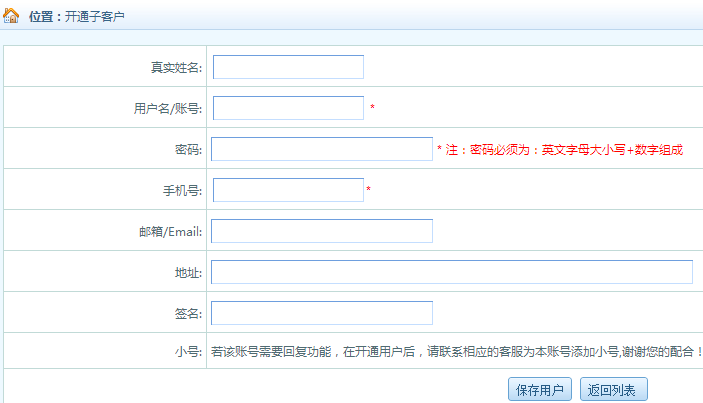 位置：开通子客户
真实姓名:
用户名/账号: *
密码: * 注：密码必须为：英文字母大小写+数字组成
手机号: *
邮箱/Email:
地址:
签名:
小号: 若该账号需要回复功能，在开通用户后，请联系相应的客服为本账号添加小号,谢谢您的配合！
保存用户 返回列表